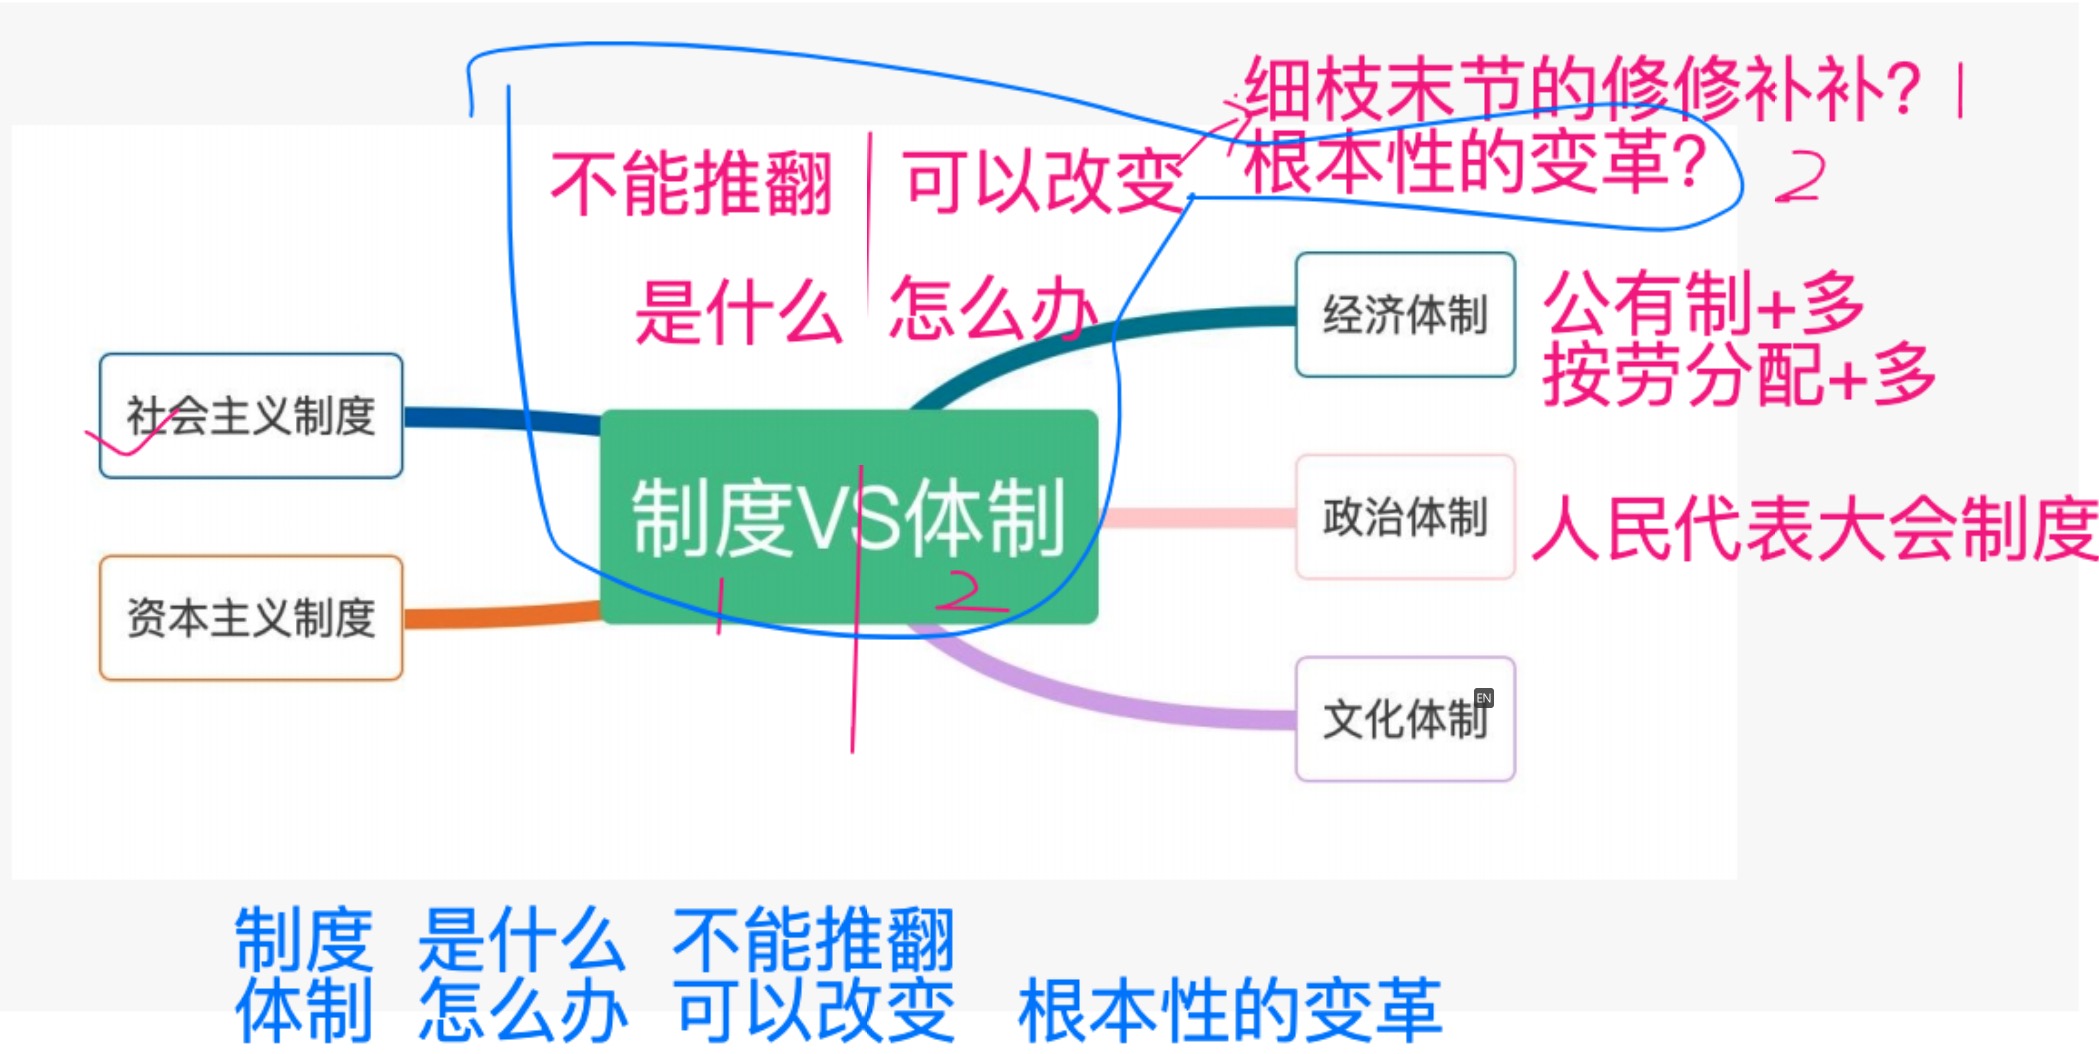 细枝末节的修修补补? 1
根本性的变革? 2
不能推翻 可以改变
是什么 怎么办
经济体制
公有制+多
按劳分配+多
社会主义制度
制度VS体制
1 2
政治体制
人民代表大会制度
资本主义制度
文化体制
EN
制度 是什么 不能推翻
体制 怎么办 可以改变 根本性的变革